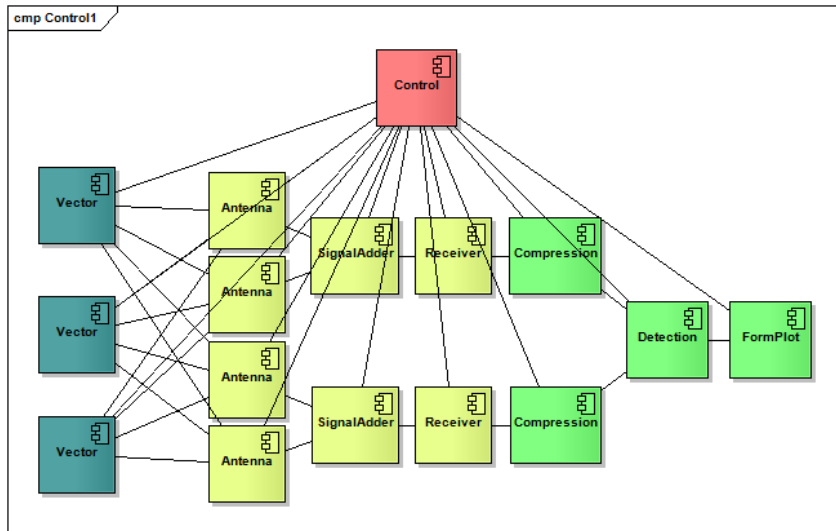 cmp Control1
Control
Vector
Antenna
SignalAdder
Receiver
Compression
Antenna
Vector
Detection
FormPlot
Antenna
Vector
Antenna
SignalAdder
Receiver
Compression